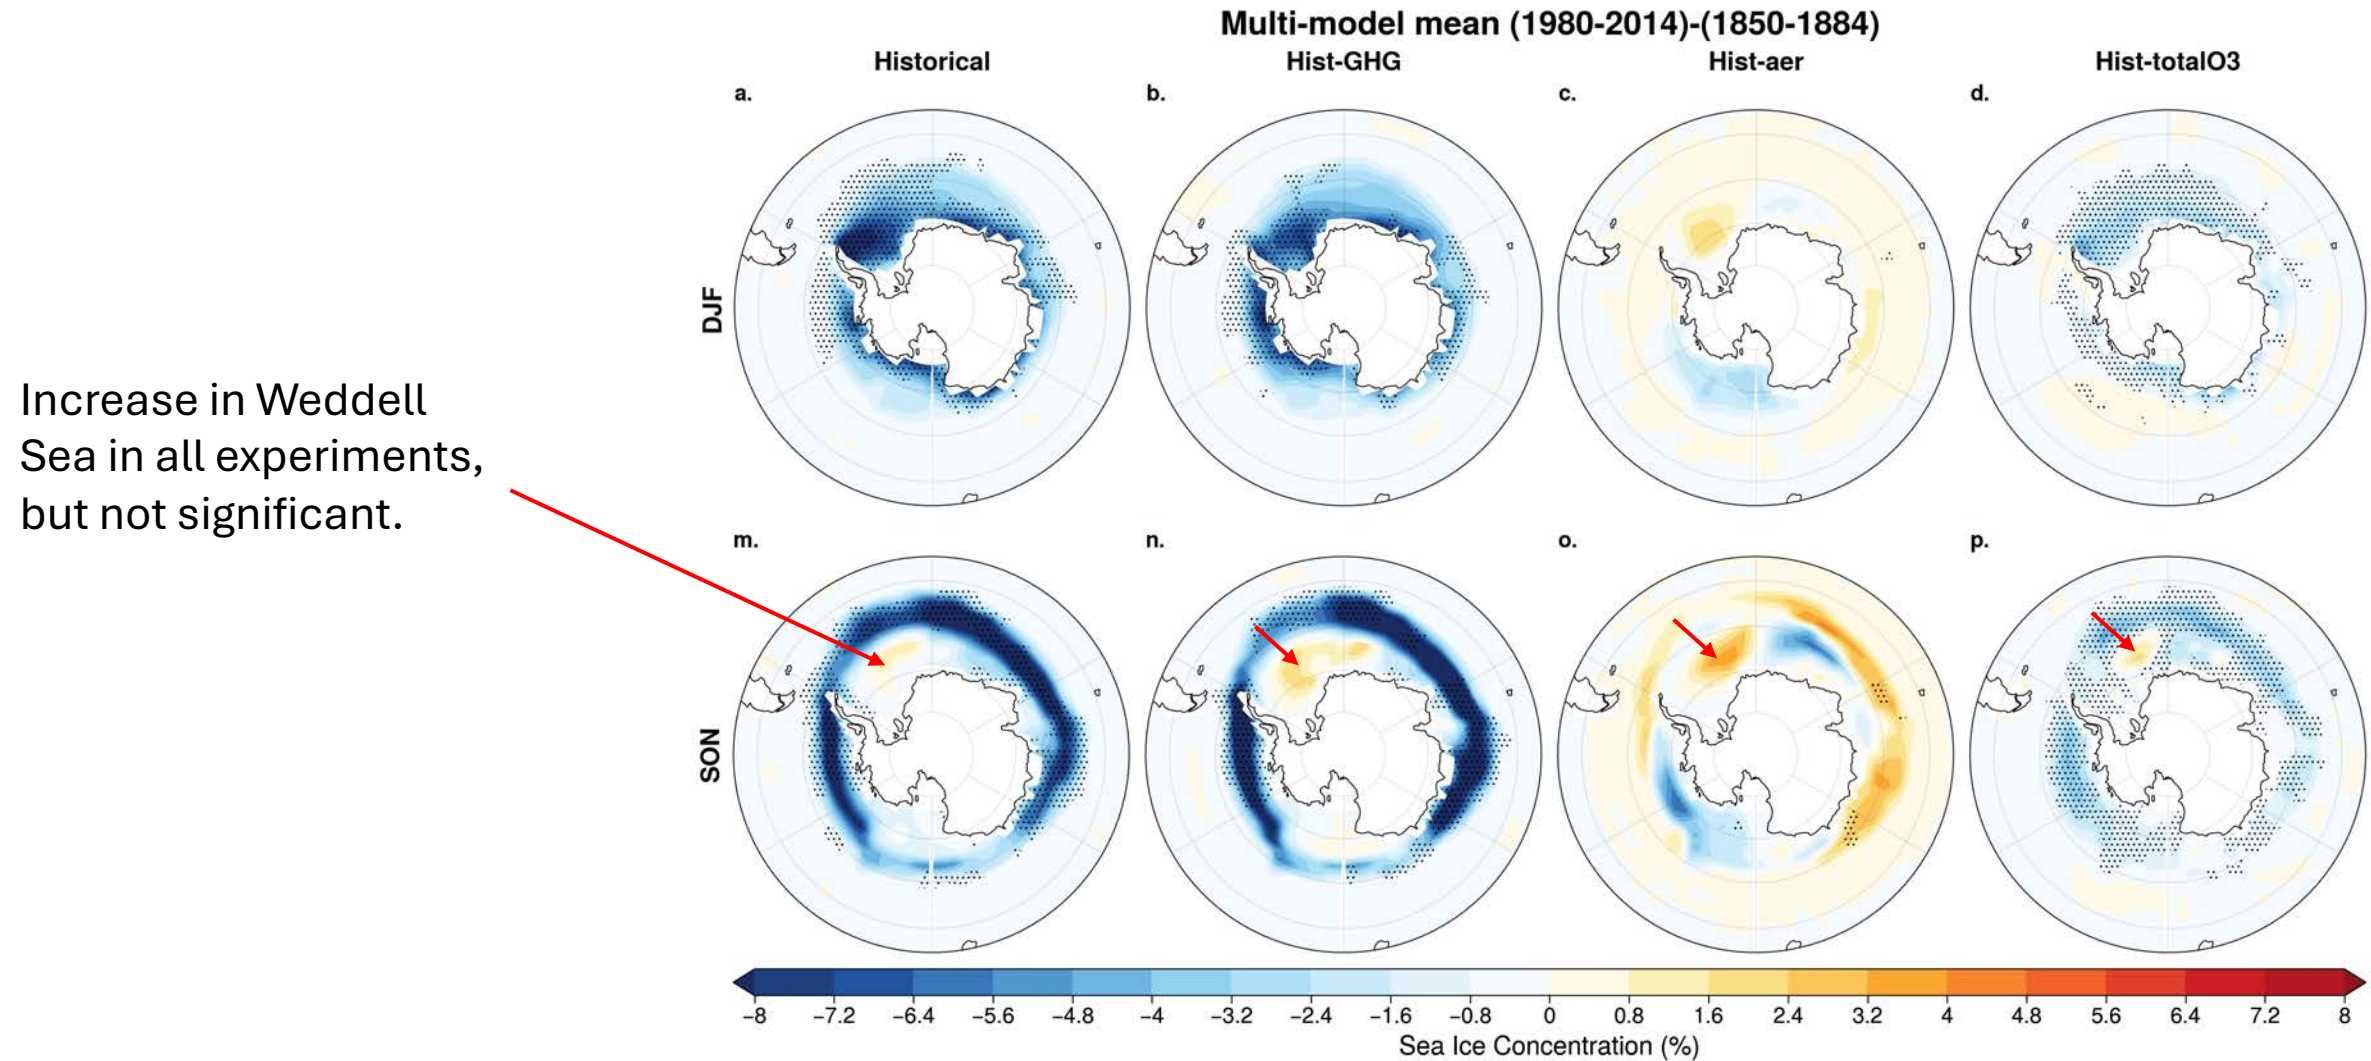 Multi-model mean (1980-2014)-(1850-1884)
Historical
Hist-GHG
Hist-aer
Hist-totalO3
a.
b.
c.
d.
DJF
Increase in Weddell
Sea in all experiments,
but not significant.
m.
n.
o.
p.
SON
−8 −7.2 −6.4 −5.6 −4.8 −4 −3.2 −2.4 −1.6 −0.8 0 0.8 1.6 2.4 3.2 4 4.8 5.6 6.4 7.2 8
Sea Ice Concentration (%)